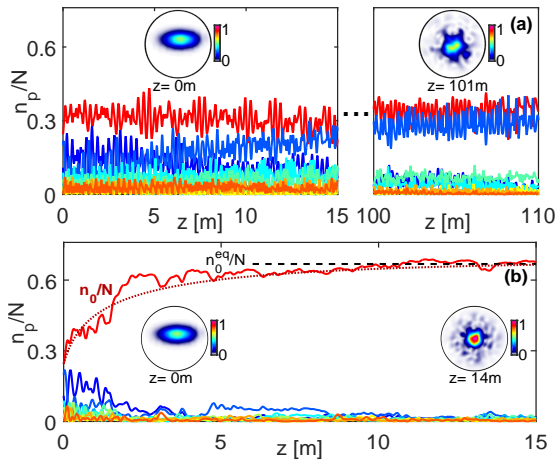 (a)
0.6
0.3
0
n_p/N
1
0
z= 0m
1
0
z= 101m
0 5 10 15 100 105 110
z [m] z [m]
(b)
n_0^eq/N
n_0/N
0.6
0.3
0
n_p/N
1
0
z= 0m
1
0
z= 14m
0 5 10 15
z [m]